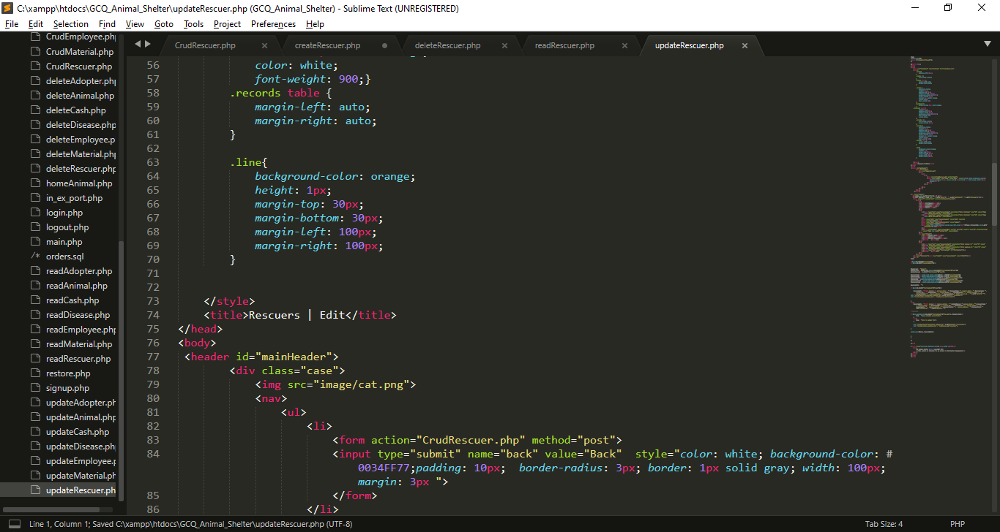 C:\xampp\htdocs\GCQ_Animal_Shelter\updateRescuer.php (GCQ_Animal_Shelter) - Sublime Text (UNREGISTERED)
File Edit Selection Find View Goto Tools Project Preferences Help
CrudEmployee.ph
CrudMaterial.php
CrudRescuer.php
deleteAdopter.ph
deleteAnimal.php
deleteCash.php
deleteDisease.php
deleteEmployee.p
deleteMaterial.ph
deleteRescuer.ph
homeAnimal.php
in_ex_port.php
login.php
logout.php
main.php
/* orders.sql
readAdopter.php
readAnimal.php
readCash.php
readDisease.php
readEmployee.php
readMaterial.php
readRescuer.php
restore.php
signup.php
updateAdopter.ph
updateAnimal.php
updateCash.php
updateDisease.ph
updateEmployee.p
updateMaterial.ph
updateRescuer.ph
CrudRescuer.php createRescuer.php deleteRescuer.php readRescuer.php updateRescuer.php
56 color: white;
57 font-weight: 900;}
58 .records table {
59 margin-left: auto;
60 margin-right: auto;
61 }
62
63 .line{
64 background-color: orange;
65 height: 1px;
66 margin-top: 30px;
67 margin-bottom: 30px;
68 margin-left: 100px;
69 margin-right: 100px;
70 }
71
72
73 </style>
74 <title>Rescuers | Edit</title>
75 </head>
76 <body>
77 <header id="mainHeader">
78 <div class="case">
79 <img src="image/cat.png">
80 <nav>
81 <ul>
82 <li>
83 <form action="CrudRescuer.php" method="post">
84 <input type="submit" name="back" value="Back"  style="color: white; background-color: #
0034FF77;padding: 10px;  border-radius: 3px; border: 1px solid gray; width: 100px;
margin: 3px ">
85 </form>
86 </li>
Line 1, Column 1; Saved C:\xampp\htdocs\GCQ_Animal_Shelter\updateRescuer.php (UTF-8) Tab Size: 4 PHP